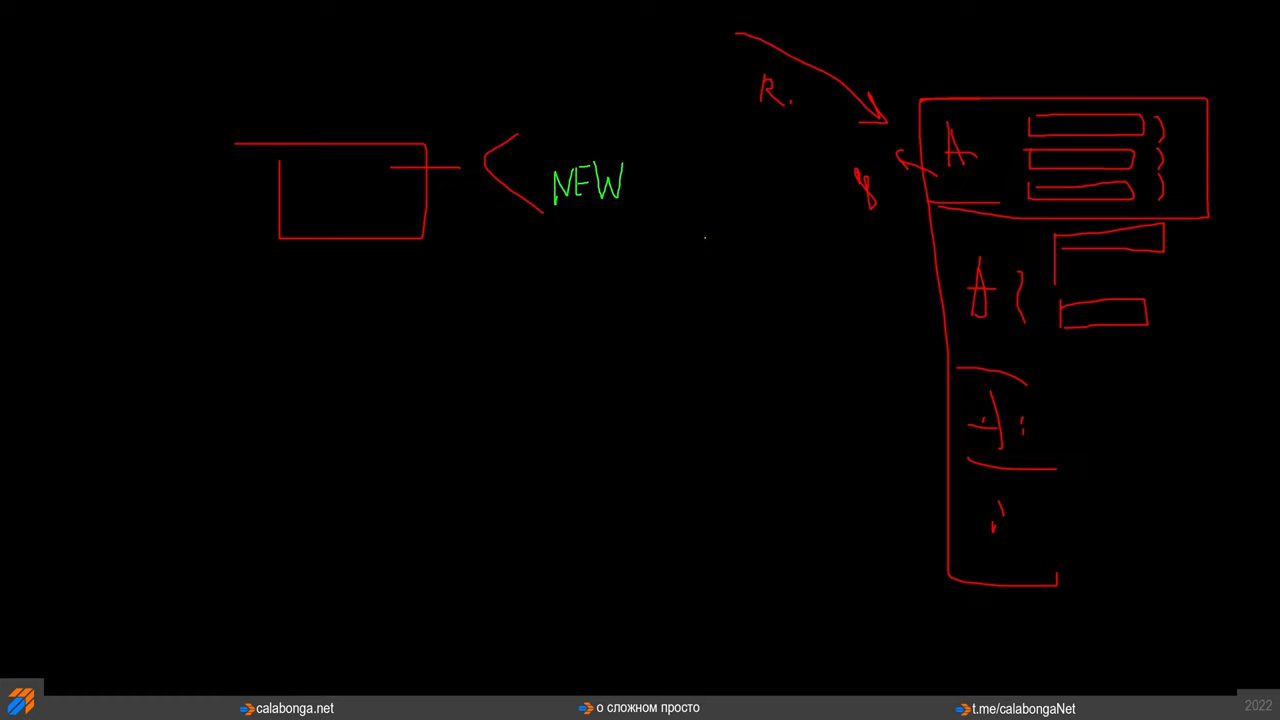 R.
A
NEW
A
calabonga.net
о сложном просто
t.me/calabongaNet
2022